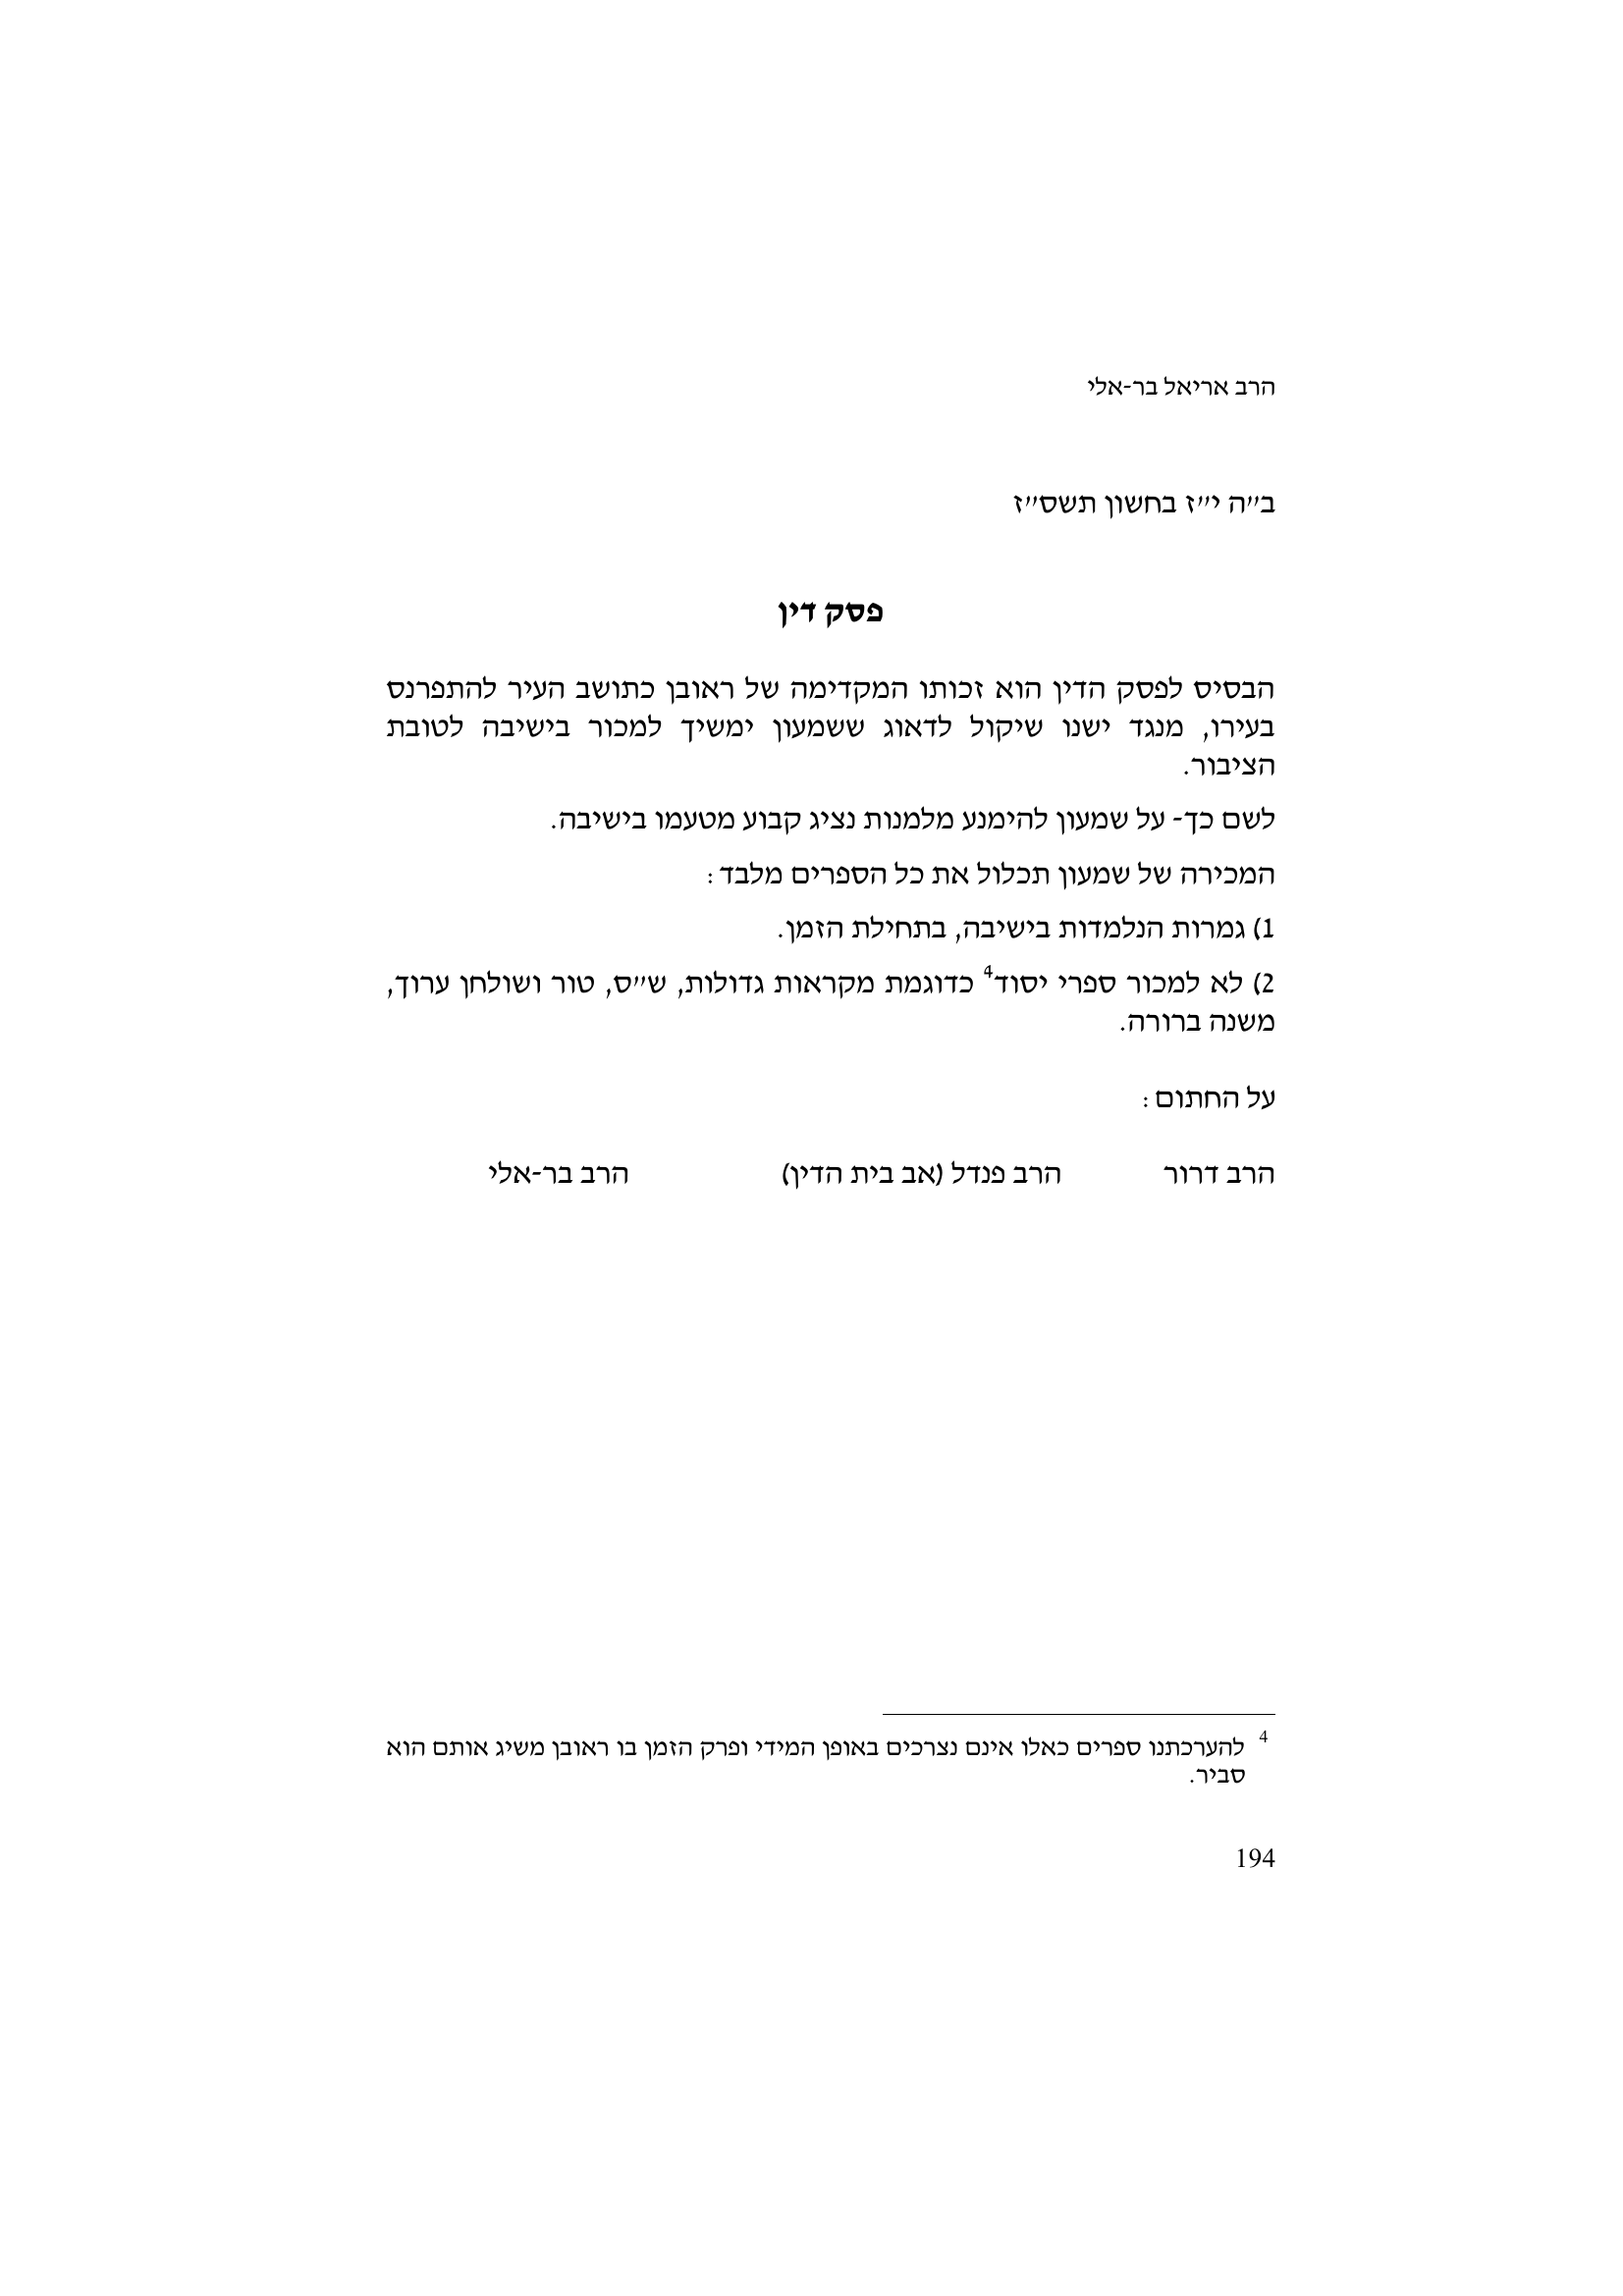 הרב אריאל בר-אלי
ב״ה י״ז בחשון תשס״ז
פסק דין
הבסיס לפסק הדין הוא זכותו המקדימה של ראובן כתושב העיר להתפרנס
בעירו, מנגד ישנו שיקול לדאוג ששמעון ימשיך למכור בישיבה לטובת
הציבור.
לשם כך- על שמעון להימנע מלמנות נציג קבוע מטעמו בישיבה.
המכירה של שמעון תכלול את כל הספרים מלבד:
1) גמרות הנלמדות בישיבה, בתחילת הזמן.
2) לא למכור ספרי יסוד4 כדוגמת מקראות גדולות, ש״ס, טור ושולחן ערוך,
משנה ברורה.
על החתום:
הרב דרור הרב פנדל (אב בית הדין) הרב בר-אלי
4 להערכתנו ספרים כאלו אינם נצרכים באופן המידי ופרק הזמן בו ראובן משיג אותם הוא
סביר.
194